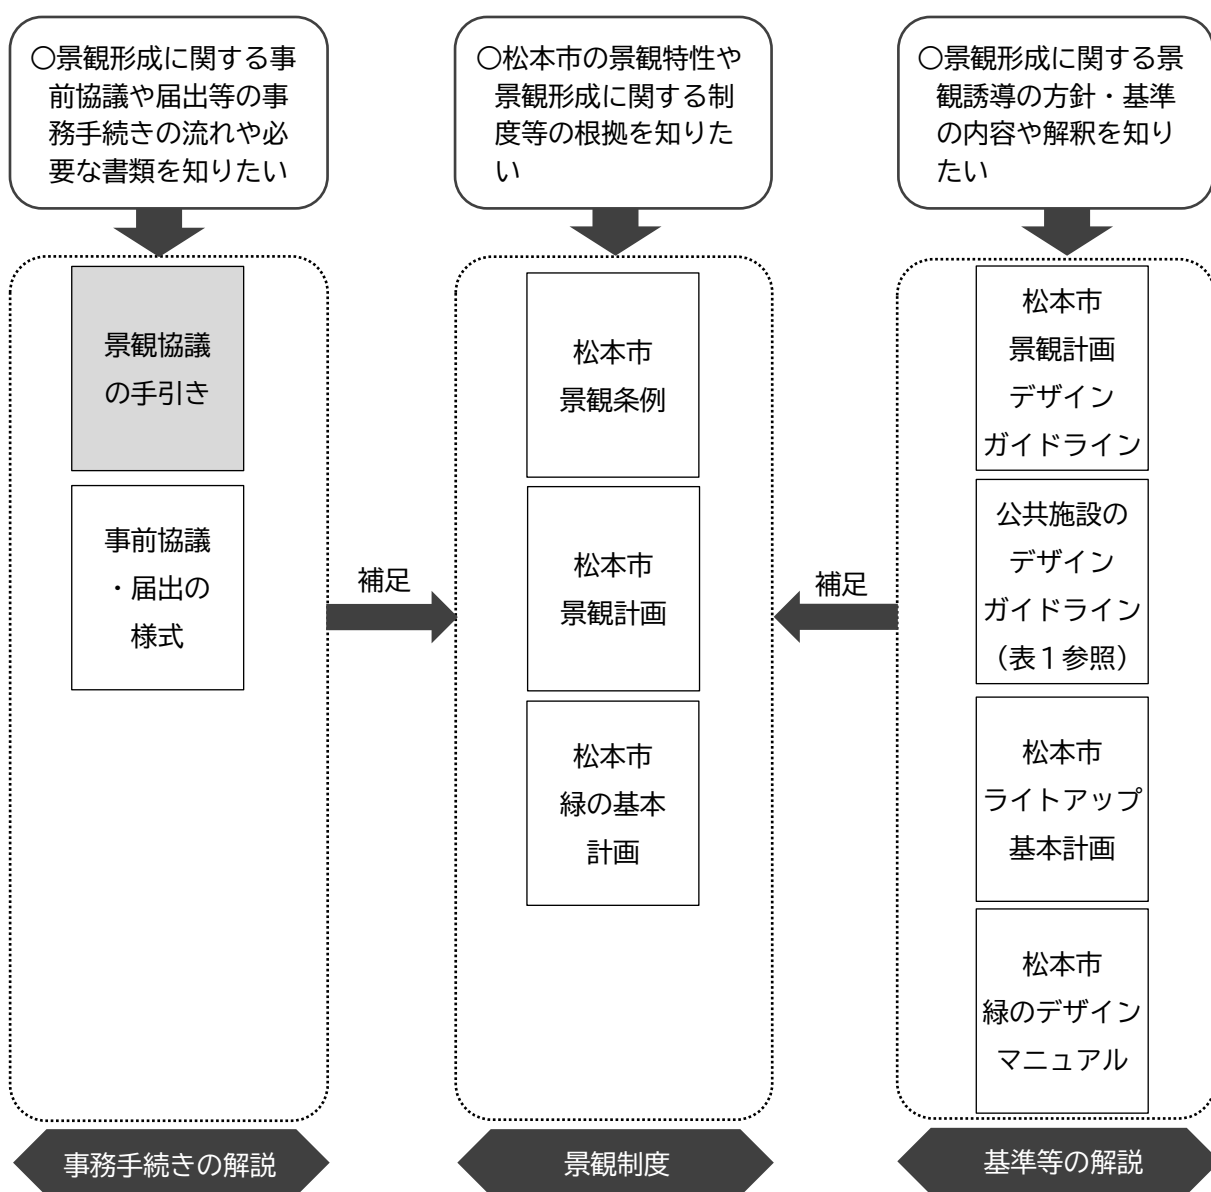 〇景観形成に関する事
前協議や届出等の事
務手続きの流れや必
要な書類を知りたい
〇松本市の景観特性や
景観形成に関する制
度等の根拠を知りた
い
〇景観形成に関する景
観誘導の方針・基準
の内容や解釈を知り
たい
景観協議
の手引き
事前協議
・届出の
様式
補足
松本市
景観条例
松本市
景観計画
松本市
緑の基本
計画
補足
松本市
景観計画
デザイン
ガイドライン
公共施設の
デザイン
ガイドライン
（表１参照）
松本市
ライトアップ
基本計画
松本市
緑のデザイン
マニュアル
事務手続きの解説
景観制度
基準等の解説